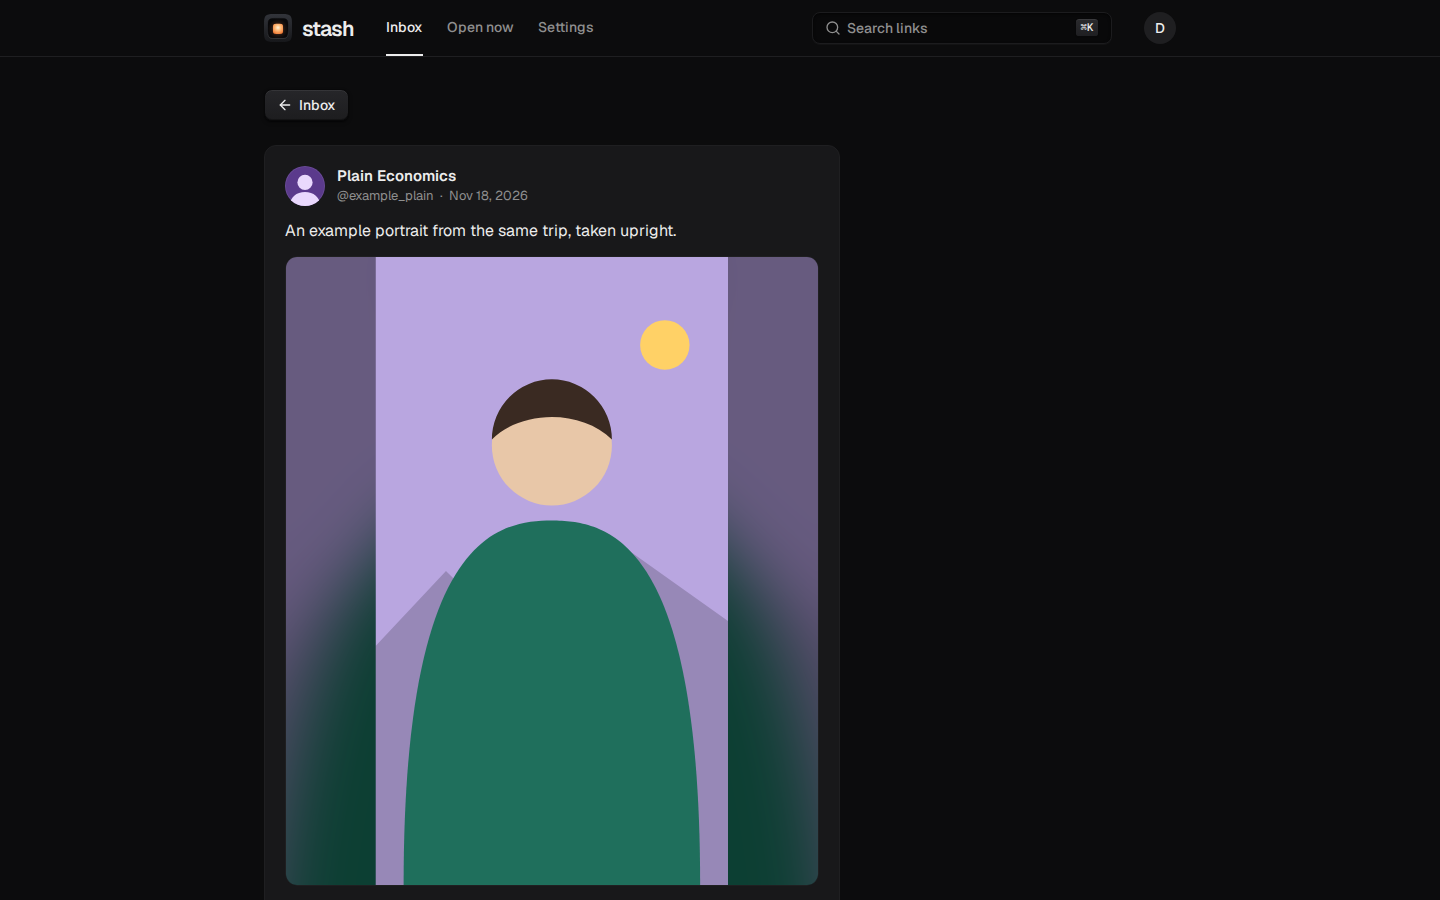 stash
Inbox
Open now
Settings
Search links
⌘K
D
Inbox
Plain Economics
@example_plain · Nov 18, 2026
An example portrait from the same trip, taken upright.